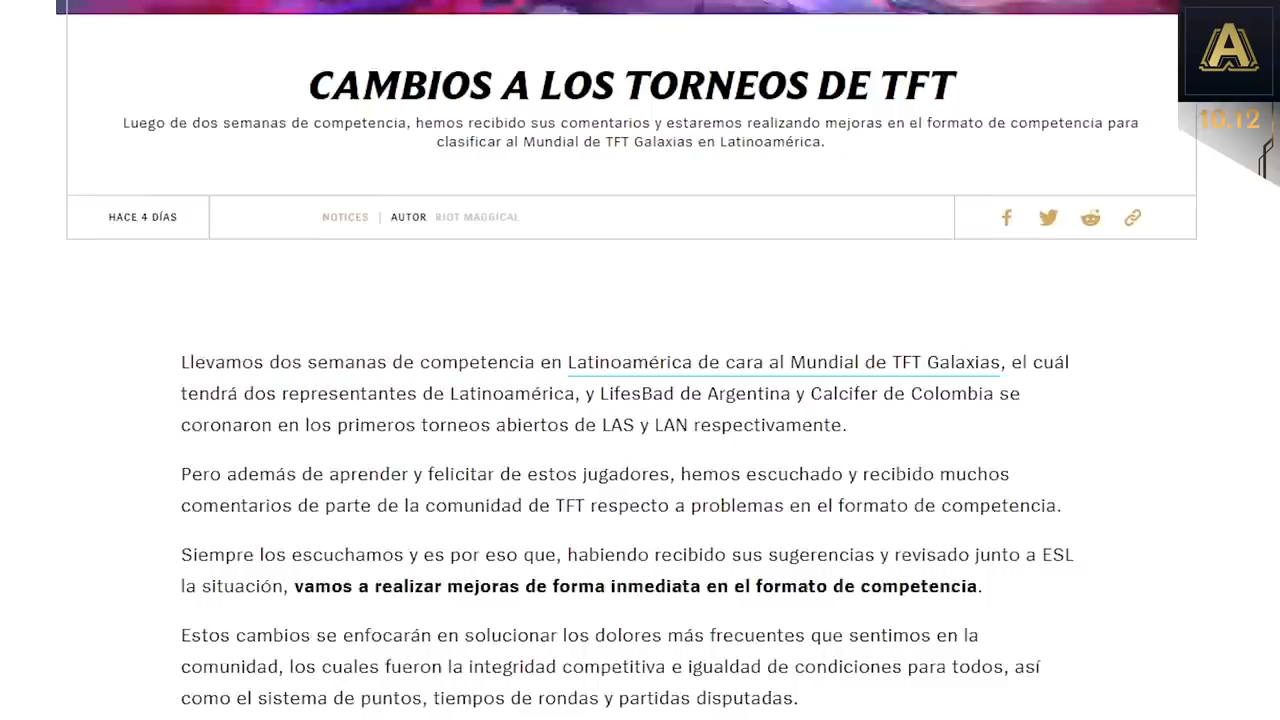 A
10.12
CAMBIOS A LOS TORNEOS DE TFT
Luego de dos semanas de competencia, hemos recibido sus comentarios y estaremos realizando mejoras en el formato de competencia para
clasificar al Mundial de TFT Galaxias en Latinoamérica.
HACE 4 DÍAS
NOTICES | AUTOR RIOT MAGGICAL
Llevamos dos semanas de competencia en Latinoamérica de cara al Mundial de TFT Galaxias, el cuál
tendrá dos representantes de Latinoamérica, y LifesBad de Argentina y Calcifer de Colombia se
coronaron en los primeros torneos abiertos de LAS y LAN respectivamente.
Pero además de aprender y felicitar de estos jugadores, hemos escuchado y recibido muchos
comentarios de parte de la comunidad de TFT respecto a problemas en el formato de competencia.
Siempre los escuchamos y es por eso que, habiendo recibido sus sugerencias y revisado junto a ESL
la situación, vamos a realizar mejoras de forma inmediata en el formato de competencia.
Estos cambios se enfocarán en solucionar los dolores más frecuentes que sentimos en la
comunidad, los cuales fueron la integridad competitiva e igualdad de condiciones para todos, así
como el sistema de puntos, tiempos de rondas y partidas disputadas.